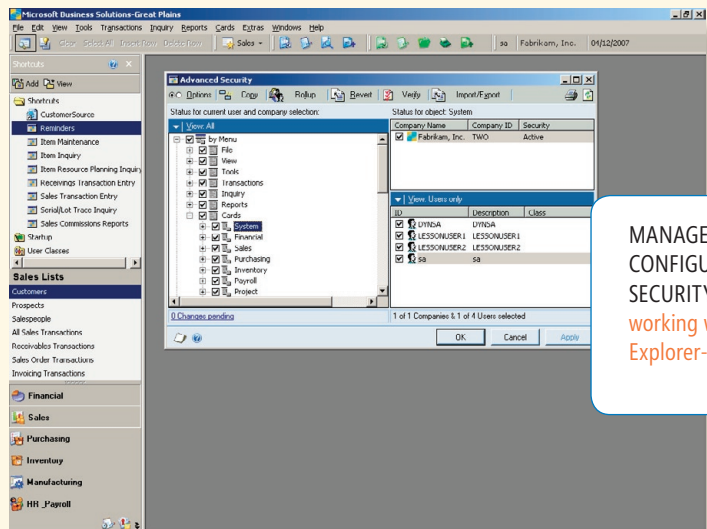 Microsoft Business Solutions-Great Plains
File Edit View Tools Transactions Inquiry Reports Cards Extras Windows Help
Clear Select All Insert Row Delete Row Sales sa Fabrikam, Inc. 04/12/2007
Shortcuts
Add View
Shortcuts
CustomerSource
Reminders
Item Maintenance
Item Inquiry
Item Resource Planning Inquiry
Receivings Transaction Entry
Sales Transaction Entry
Serial/Lot Trace Inquiry
Sales Commissions Reports
Startup
User Classes
Sales Lists
Customers
Prospects
Salespeople
All Sales Transactions
Receivables Transactions
Sales Order Transactions
Invoicing Transactions
Financial
Sales
Purchasing
Inventory
Manufacturing
HR_Payroll
Advanced Security
Options Copy Rollup Revert Verify Import/Export
Status for current user and company selection:
View: All
by Menu
File
View
Tools
Transactions
Inquiry
Reports
Cards
System
Financial
Sales
Purchasing
Inventory
Payroll
Project
0 Changes pending
Status for object: System
Company Name Company ID Security
Fabrikam, Inc. TWO Active
View: Users only
ID Description Class
DYNSA DYNSA
LESSONUSER1 LESSONUSER1
LESSONUSER2 LESSONUSER2
sa sa
1 of 1 Companies & 1 of 4 Users selected
OK Cancel Apply
MANAGE
CONFIGU
SECURITY
working w
Explorer-